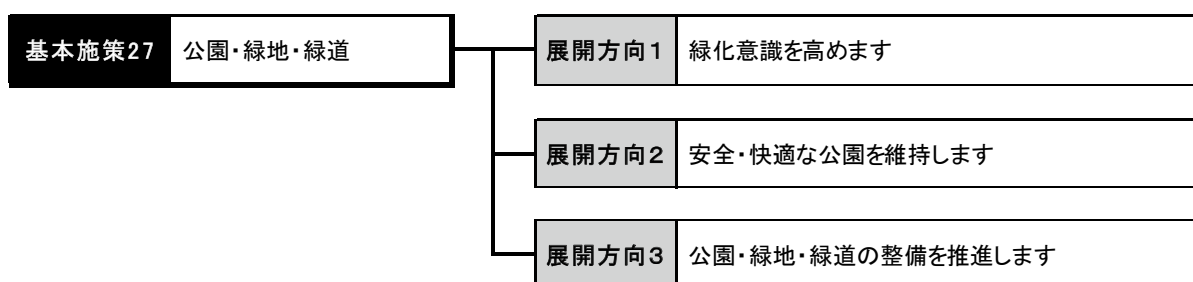 基本施策27 公園・緑地・緑道
展開方向1 緑化意識を高めます
展開方向2 安全・快適な公園を維持します
展開方向3 公園・緑地・緑道の整備を推進します